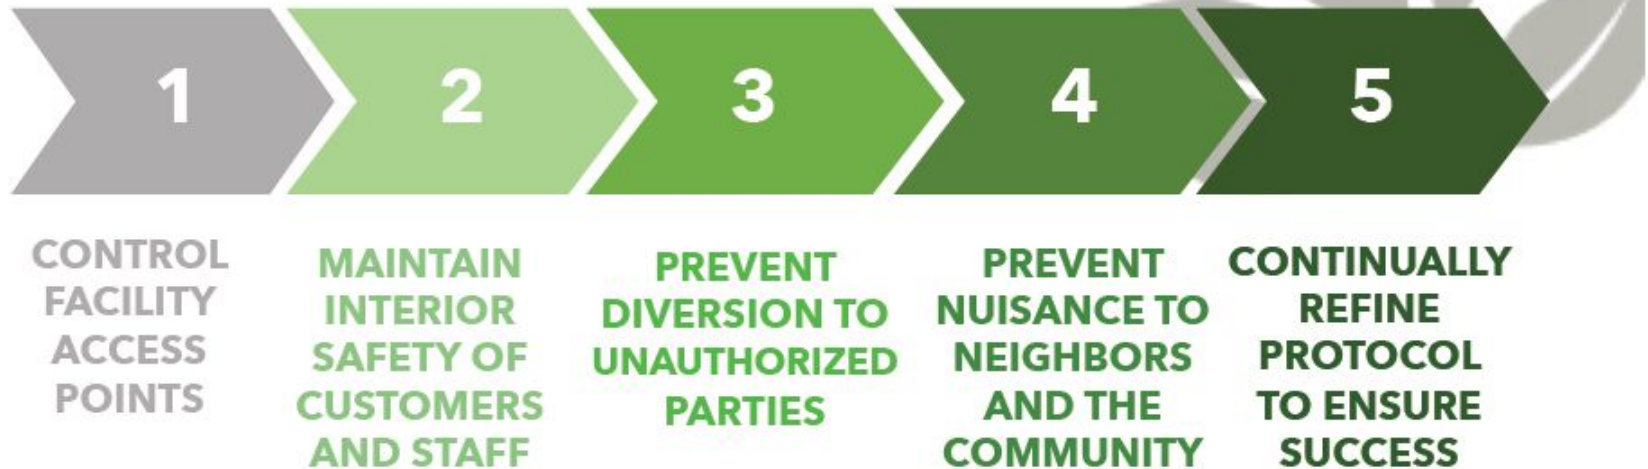 1
2
3
4
5
CONTROL
FACILITY
ACCESS
POINTS
MAINTAIN
INTERIOR
SAFETY OF
CUSTOMERS
AND STAFF
PREVENT
DIVERSION TO
UNAUTHORIZED
PARTIES
PREVENT
NUISANCE TO
NEIGHBORS
AND THE
COMMUNITY
CONTINUALLY
REFINE
PROTOCOL
TO ENSURE
SUCCESS